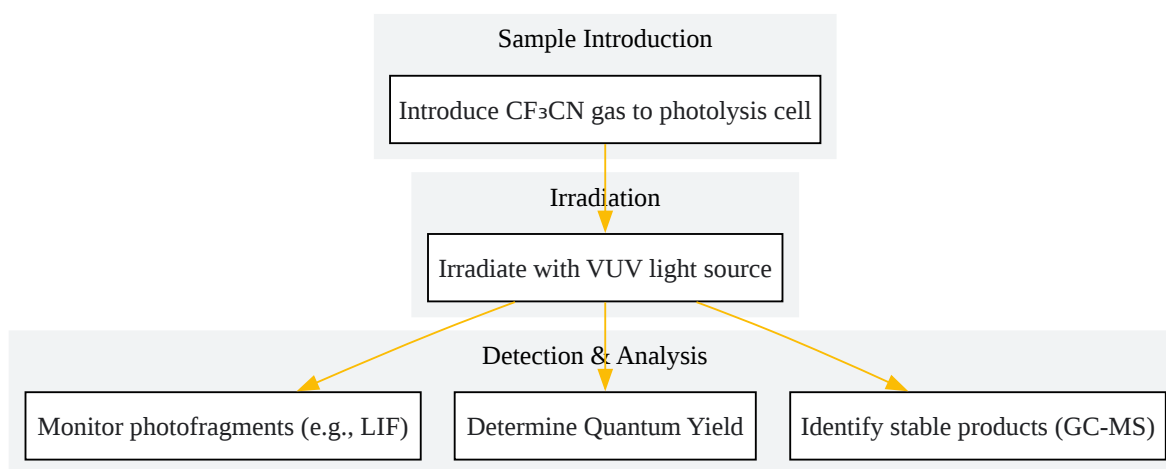 Sample Introduction
Introduce CF₃CN gas to photolysis cell
Irradiation
Irradiate with VUV light source
Detection & Analysis
Monitor photofragments (e.g., LIF)
Determine Quantum Yield
Identify stable products (GC-MS)